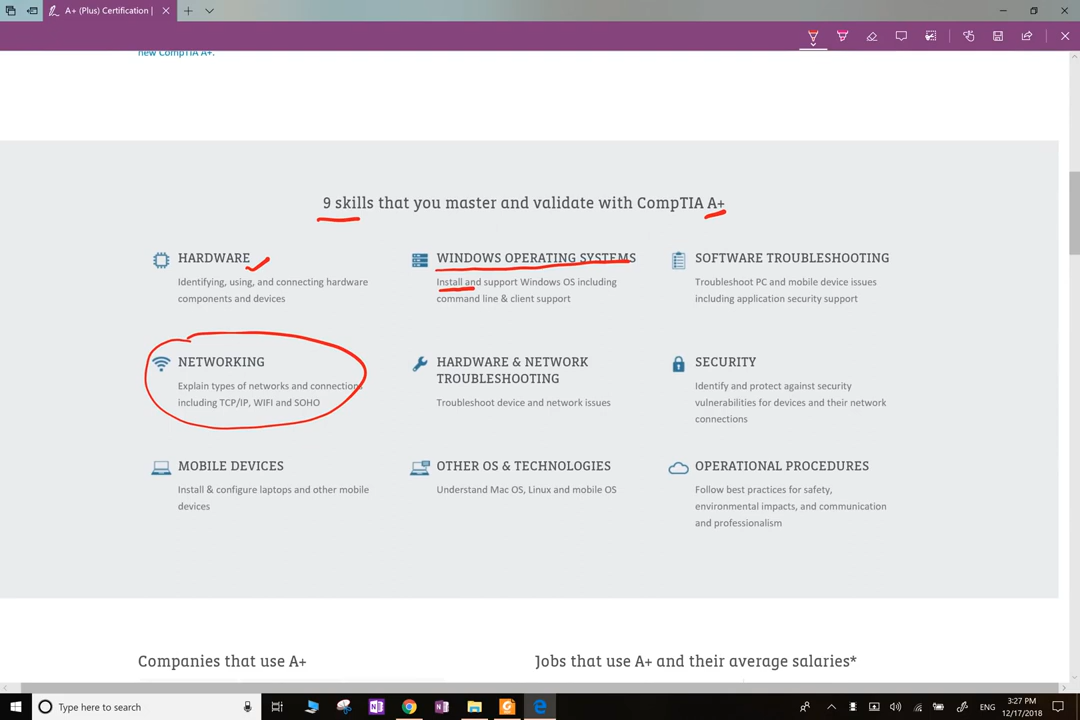 A+ (Plus) Certification |
new CompTIA A+.
9 skills that you master and validate with CompTIA A+
HARDWARE
Identifying, using, and connecting hardware
components and devices
WINDOWS OPERATING SYSTEMS
Install and support Windows OS including
command line & client support
SOFTWARE TROUBLESHOOTING
Troubleshoot PC and mobile device issues
including application security support
NETWORKING
Explain types of networks and connections
including TCP/IP, WIFI and SOHO
HARDWARE & NETWORK
TROUBLESHOOTING
Troubleshoot device and network issues
SECURITY
Identify and protect against security
vulnerabilities for devices and their network
connections
MOBILE DEVICES
Install & configure laptops and other mobile
devices
OTHER OS & TECHNOLOGIES
Understand Mac OS, Linux and mobile OS
OPERATIONAL PROCEDURES
Follow best practices for safety,
environmental impacts, and communication
and professionalism
Companies that use A+
Jobs that use A+ and their average salaries*
Type here to search
ENG
3:27 PM
12/17/2018